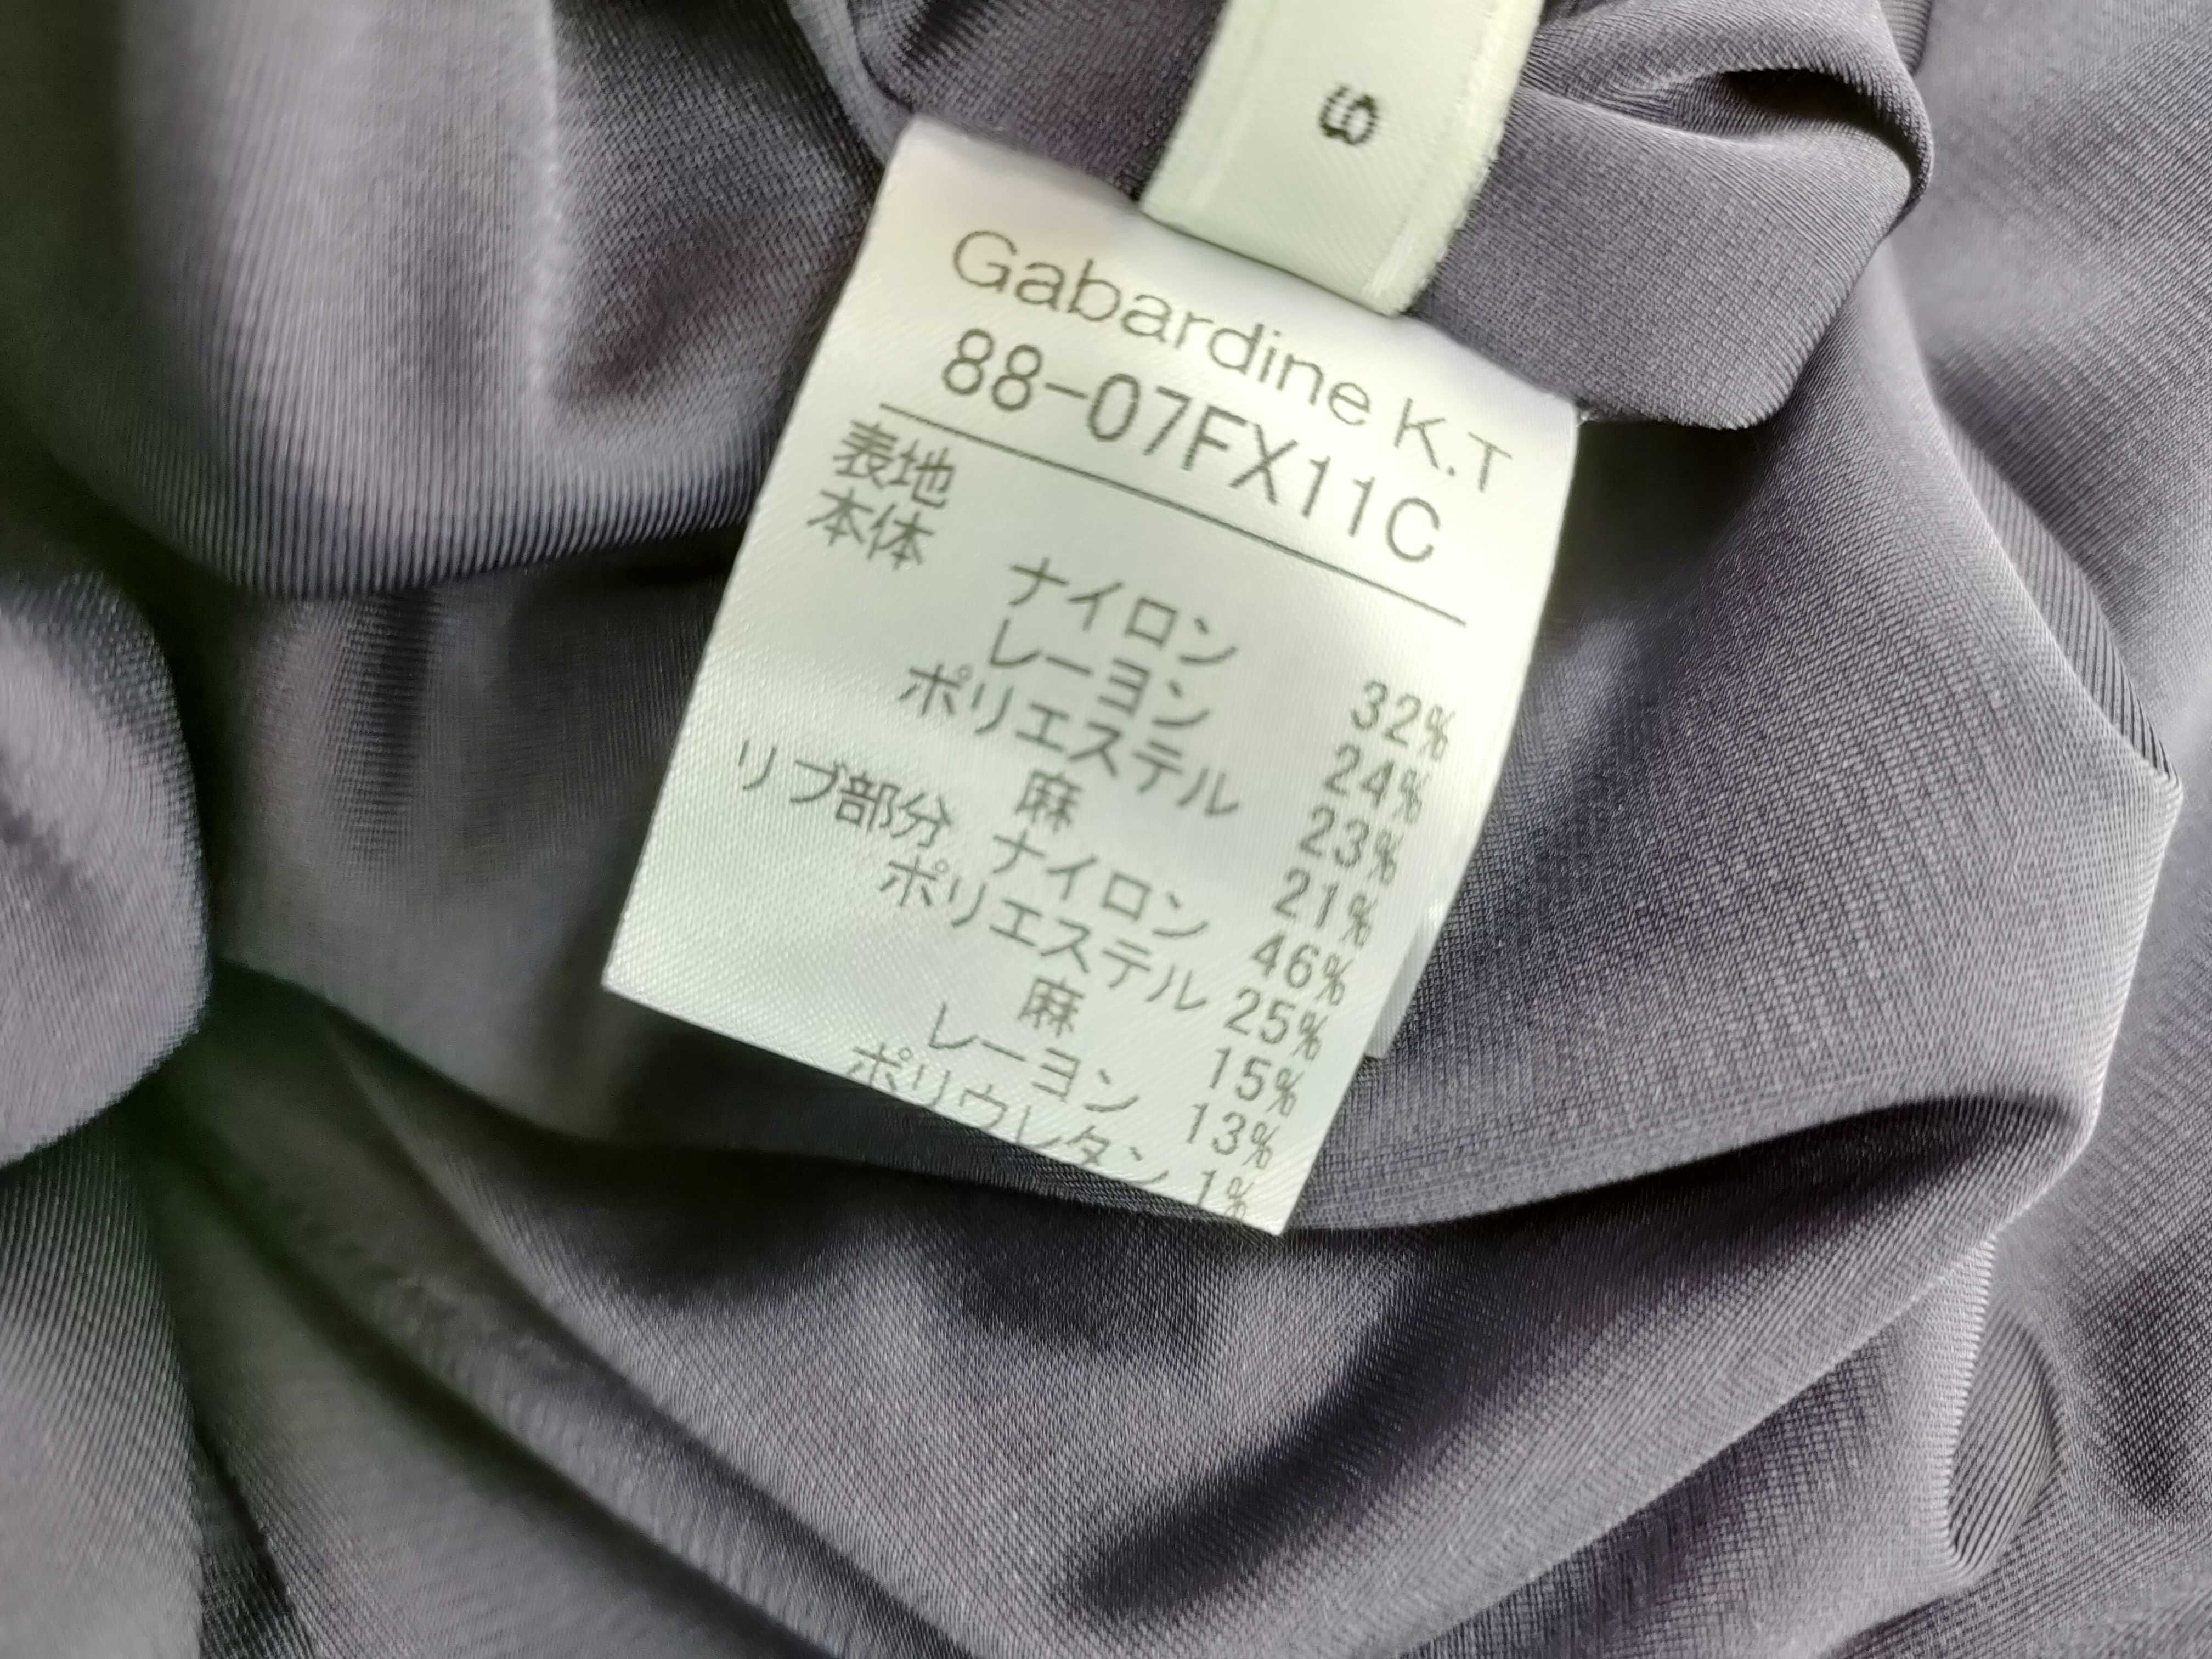 Gabardine K.T
88-07FX11C
表地
本体
ナイロン 32%
レーヨン 24%
ポリエステル 23%
麻 21%
リブ部分 ナイロン 46%
ポリエステル 25%
麻 15%
レーヨン 13%
ポリウレタン 1%